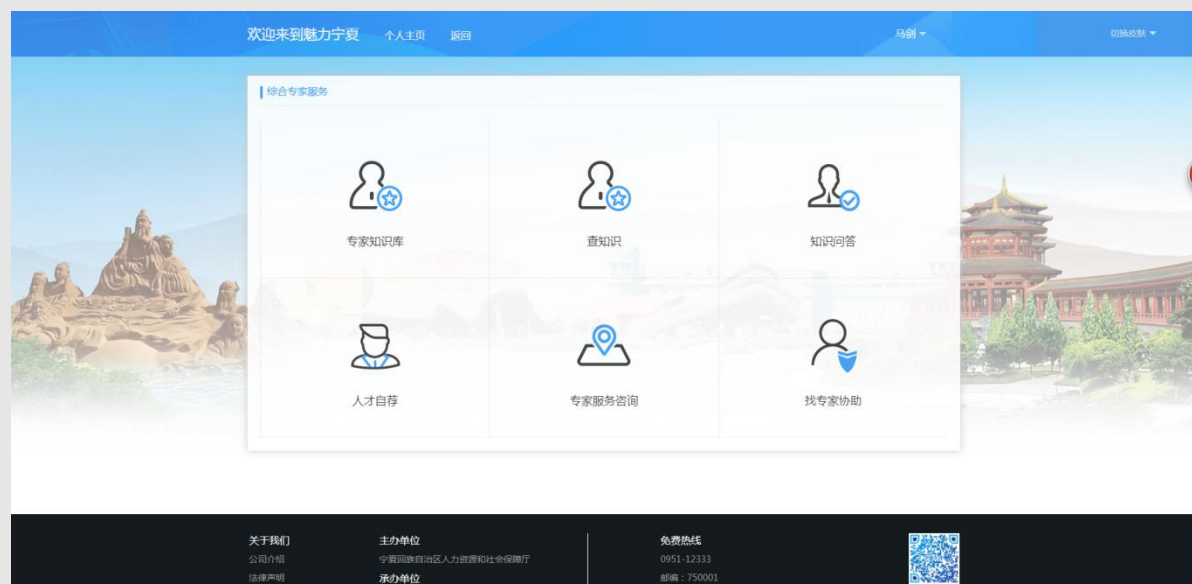 欢迎来到魅力宁夏 个人主页 返回 马剑 切换皮肤
综合专家服务
专家知识库 查知识 知识问答
人才自荐 专家服务咨询 找专家协助
关于我们 主办单位 免费热线
公司介绍 宁夏回族自治区人力资源和社会保障厅 0951-12333
法律声明 承办单位 邮编：750001